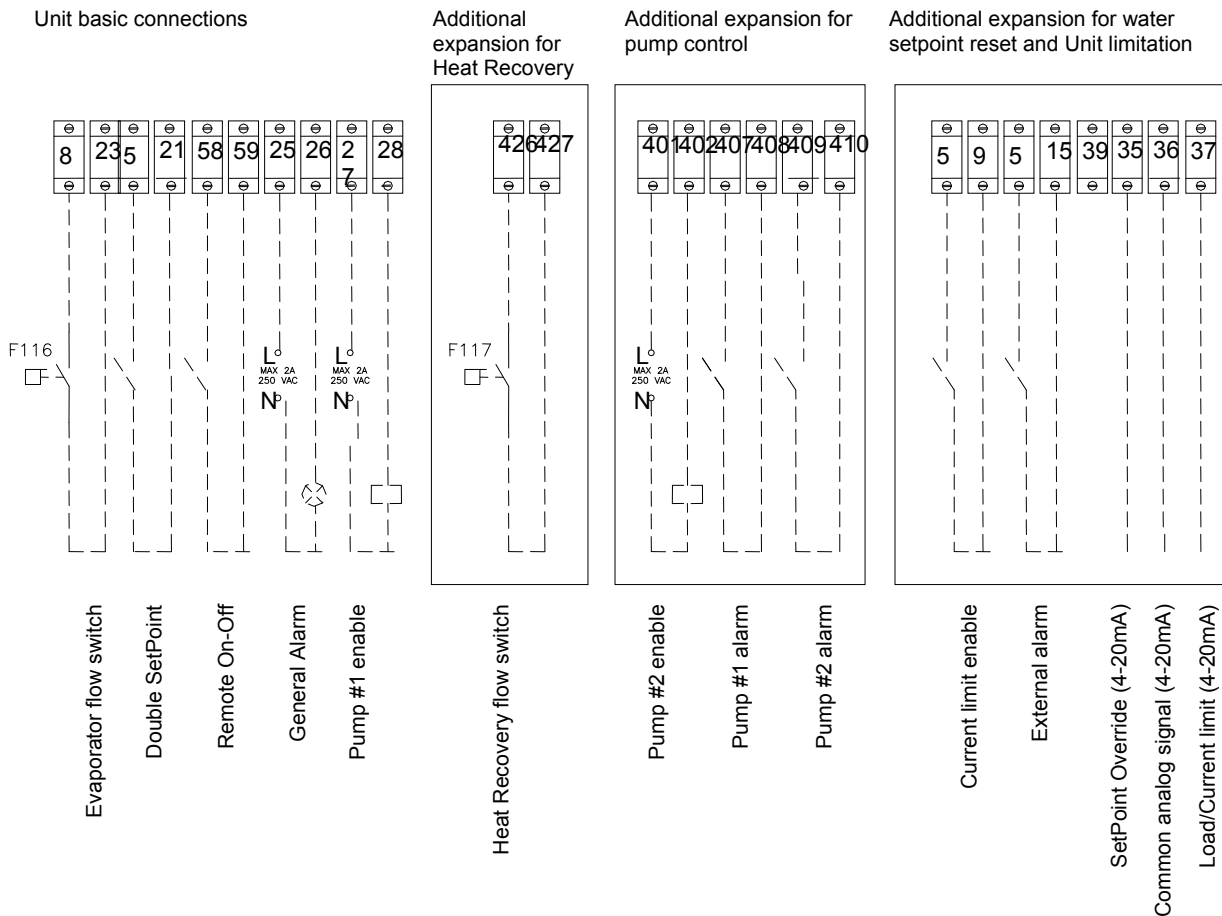 Unit basic connections
Additional
expansion for
Heat Recovery
Additional expansion for
pump control
Additional expansion for water
setpoint reset and Unit limitation
8 23 5 21 58 59 25 26 27 28
426 427
401 402 407 408 409 410
5 9 5 15 39 35 36 37
F116
L
MAX 2A
250 VAC
N
L
MAX 2A
250 VAC
N
F117
L
MAX 2A
250 VAC
N
Evaporator flow switch
Double SetPoint
Remote On-Off
General Alarm
Pump #1 enable
Heat Recovery flow switch
Pump #2 enable
Pump #1 alarm
Pump #2 alarm
Current limit enable
External alarm
SetPoint Override (4-20mA)
Common analog signal (4-20mA)
Load/Current limit (4-20mA)